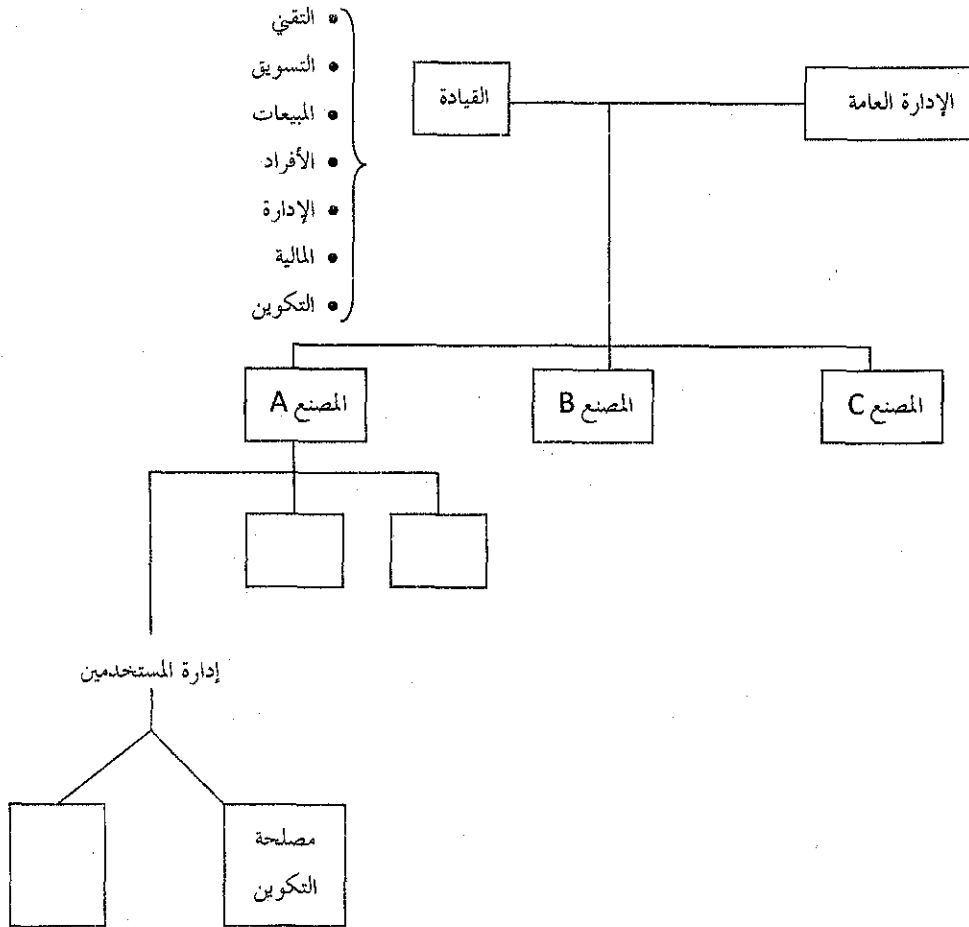 • التقني
• التسويق
• المبيعات
• الأفراد
• الإدارة
• المالية
• التكوين
الإدارة العامة
القيادة
المصنع C
المصنع B
المصنع A
إدارة المستخدمين
مصلحة
التكوين